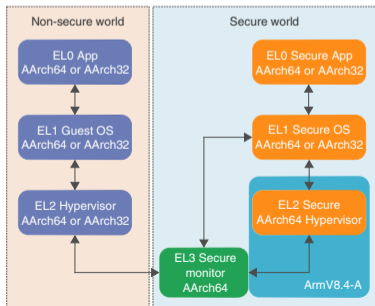 Non-secure world
Secure world
EL0 App
AArch64 or AArch32
EL0 Secure App
AArch64 or AArch32
EL1 Guest OS
AArch64 or AArch32
EL1 Secure OS
AArch64 or AArch32
EL2 Hypervisor
AArch64 or AArch32
EL2 Secure
AArch64 Hypervisor
EL3 Secure
monitor
AArch64
ArmV8.4-A